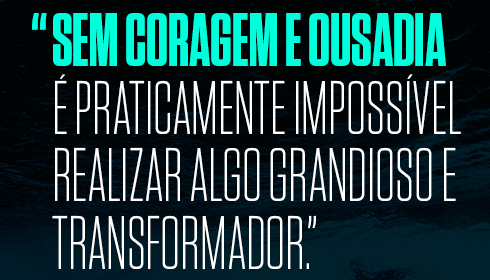 “SEM CORAGEM E OUSADIA
É PRATICAMENTE IMPOSSÍVEL
REALIZAR ALGO GRANDIOSO E
TRANSFORMADOR.”